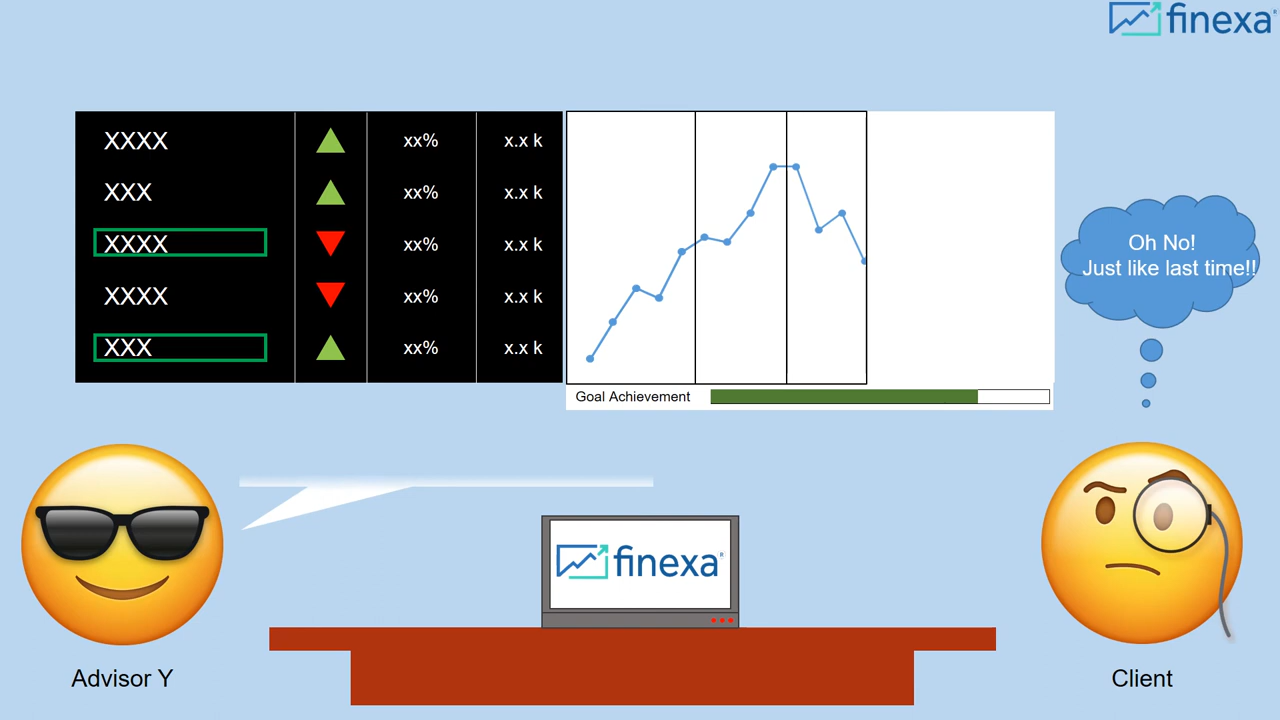 finexa
XXXX xx% x.x k
XXX xx% x.x k
XXXX xx% x.x k
XXXX xx% x.x k
XXX xx% x.x k
Goal Achievement
Oh No!
Just like last time!!
finexa
Advisor Y
Client